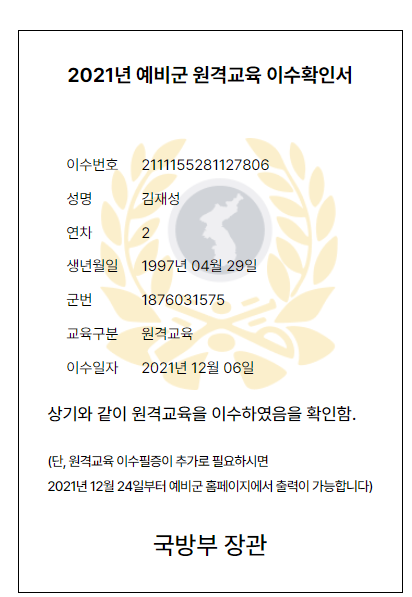 2021년 예비군 원격교육 이수확인서
이수번호 2111155281127806
성명 김재성
연차 2
생년월일 1997년 04월 29일
군번 1876031575
교육구분 원격교육
이수일자 2021년 12월 06일
상기와 같이 원격교육을 이수하였음을 확인함.
(단, 원격교육 이수필증이 추가로 필요하시면
2021년 12월 24일부터 예비군 홈페이지에서 출력이 가능합니다)
국방부 장관